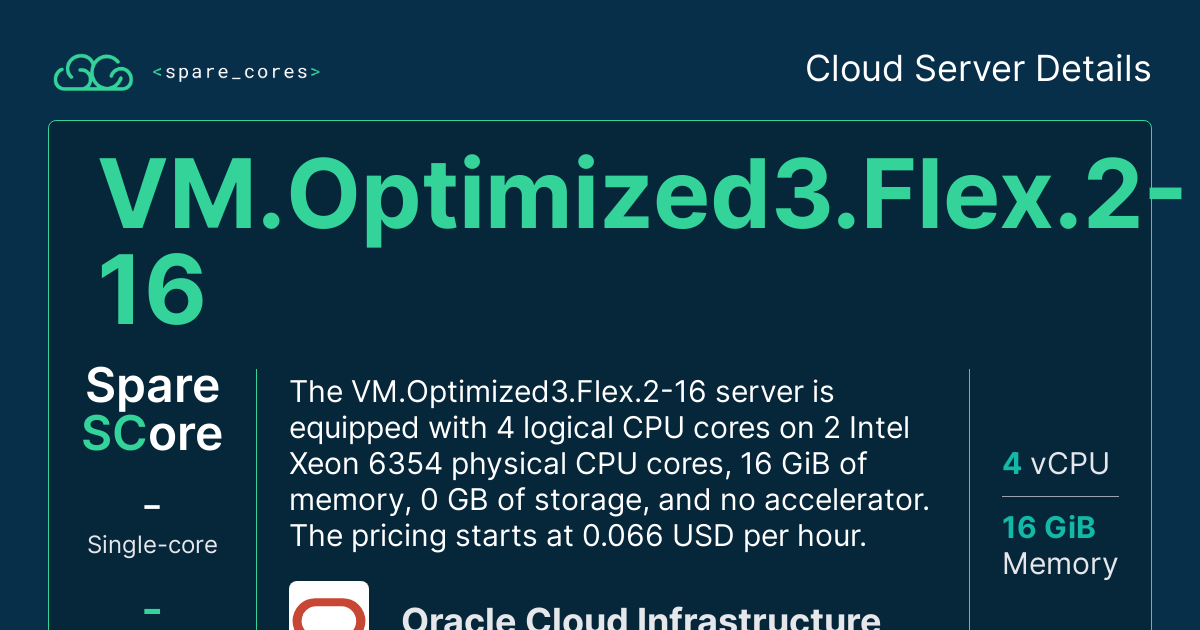 <spare_cores>
Cloud Server Details
VM.Optimized3.Flex.2-
16
Spare
SCore
–
Single-core
–
The VM.Optimized3.Flex.2-16 server is
equipped with 4 logical CPU cores on 2 Intel
Xeon 6354 physical CPU cores, 16 GiB of
memory, 0 GB of storage, and no accelerator.
The pricing starts at 0.066 USD per hour.
Oracle Cloud Infrastructure
4 vCPU
16 GiB
Memory